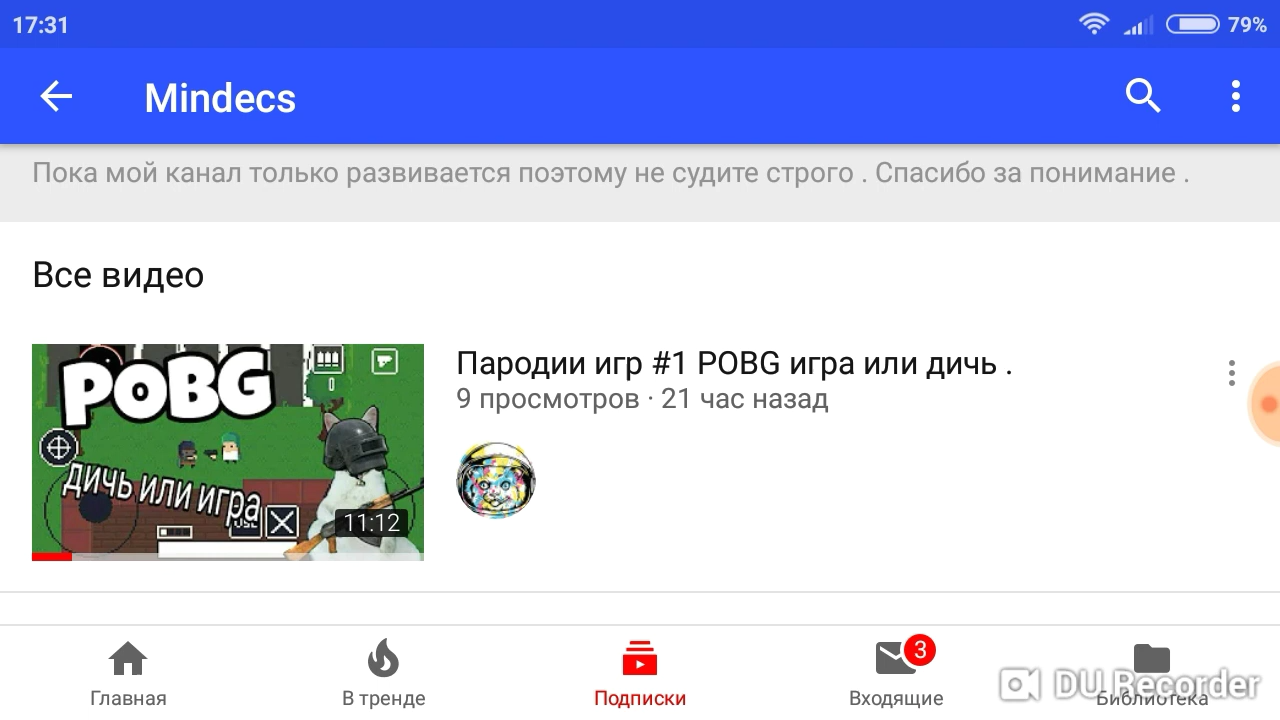 17:31
79%
Mindecs
Пока мой канал только развивается поэтому не судите строго . Спасибо за понимание .
Все видео
POBG
0
ДИЧЬ ИЛИ ИГРА
11:12
Пародии игр #1 POBG игра или дичь .
9 просмотров · 21 час назад
3
Главная
В тренде
Подписки
Входящие
Библиотека
DU Recorder